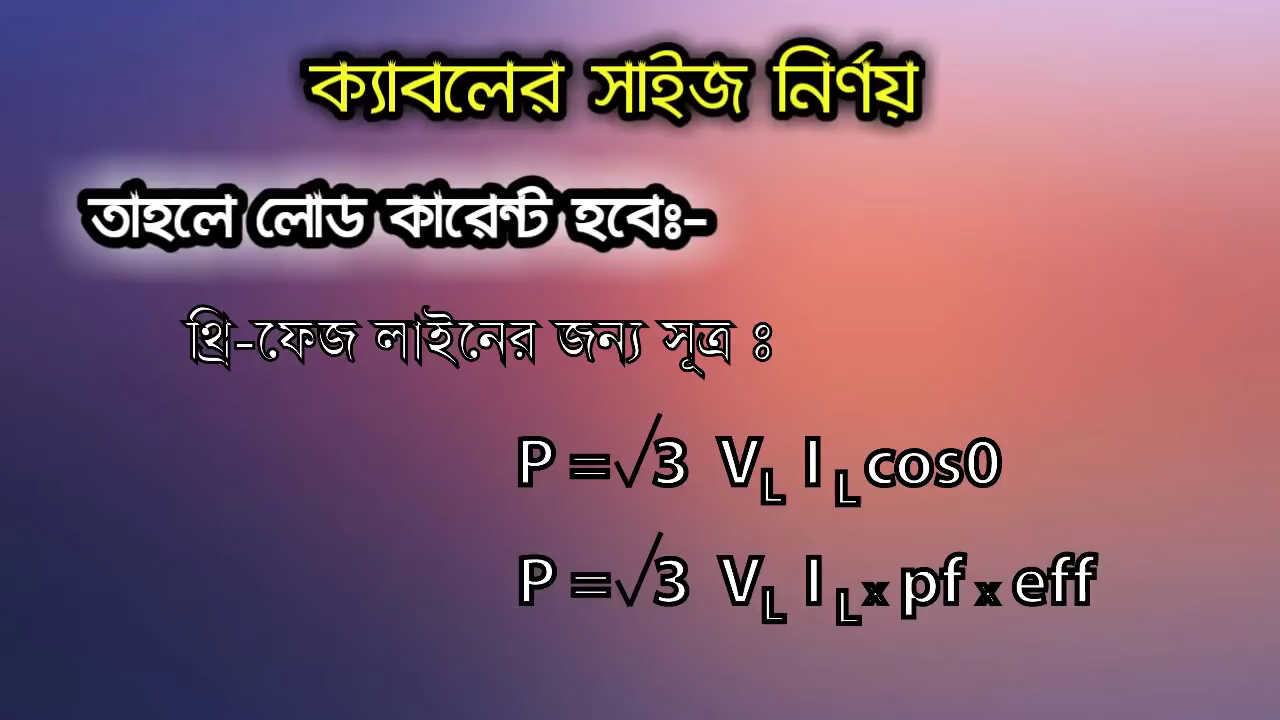 ক্যাবলের সাইজ নির্ণয়
তাহলে লোড কারেন্ট হবেঃ-
থ্রি-ফেজ লাইনের জন্য সূত্র ঃ
P =√3 V_L I_L cos0
P =√3 V_L I_L x pf x eff